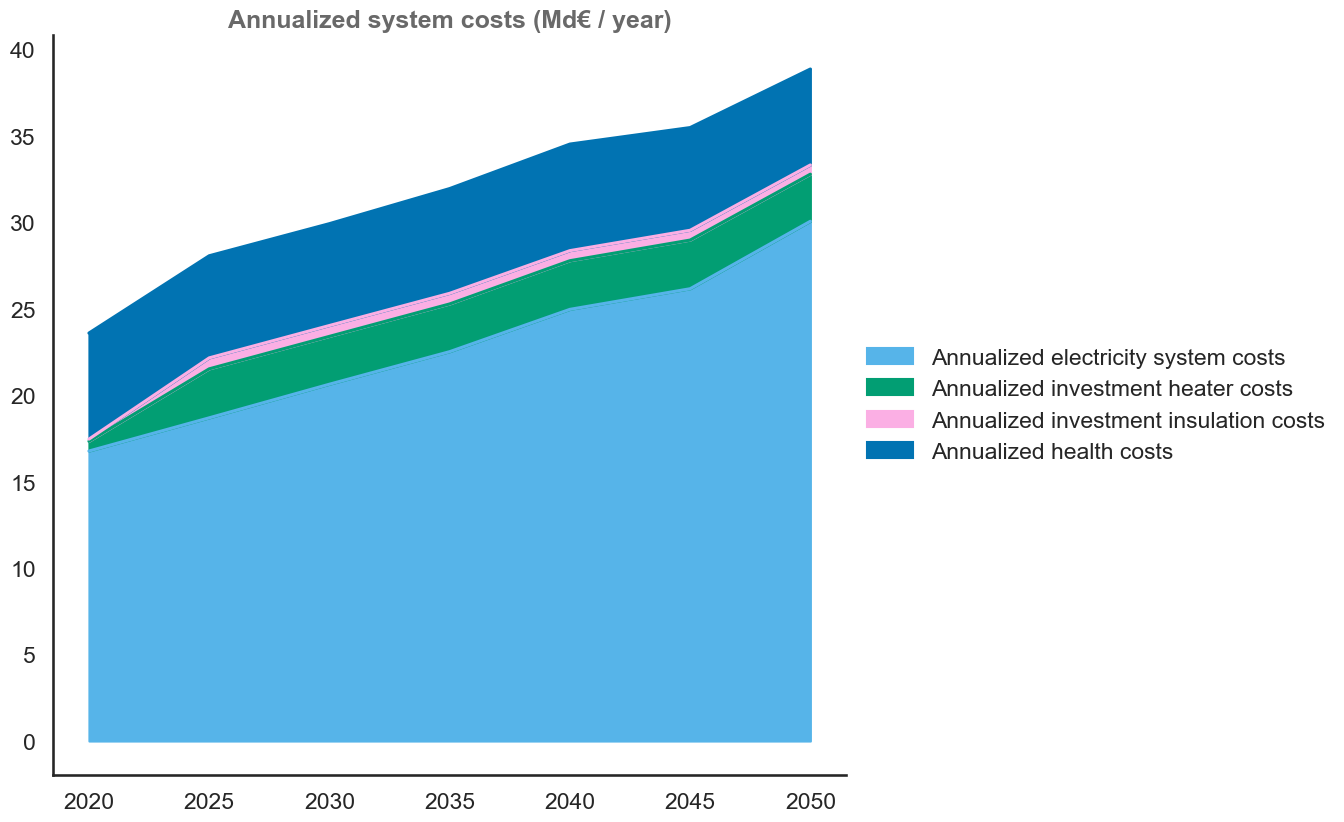 Annualized system costs (Md€ / year)
40
35
30
25
20
15
10
5
0
2020 2025 2030 2035 2040 2045 2050
Annualized electricity system costs
Annualized investment heater costs
Annualized investment insulation costs
Annualized health costs